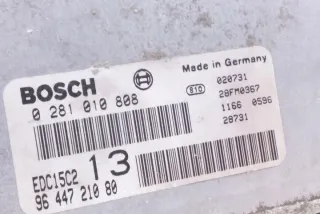 BOSCH
Made in Germany
0 281 010 808
020731
810 28FM0367
1166 0596
28731
EDC15C2 13
96 447 210 80